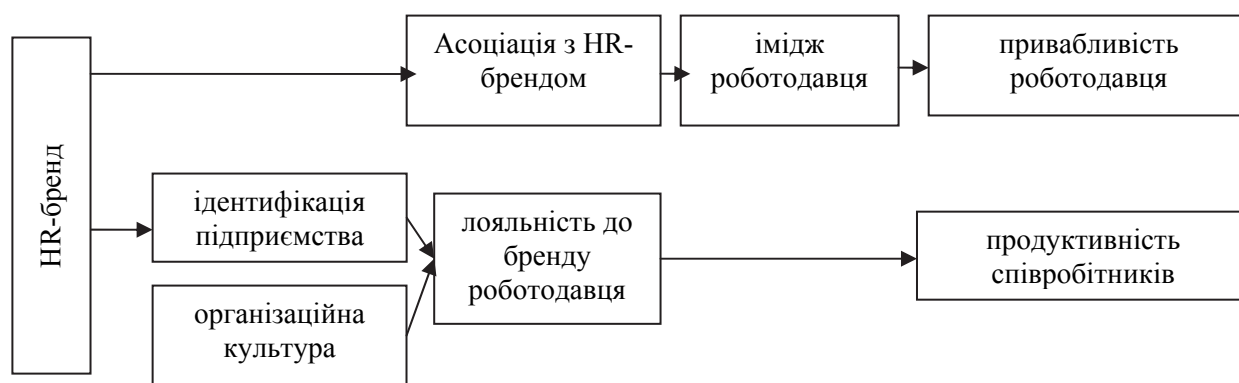 HR-бренд
Асоціація з HR-
брендом
імідж
роботодавця
привабливість
роботодавця
ідентифікація
підприємства
організаційна
культура
лояльність до
бренду
роботодавця
продуктивність
співробітників